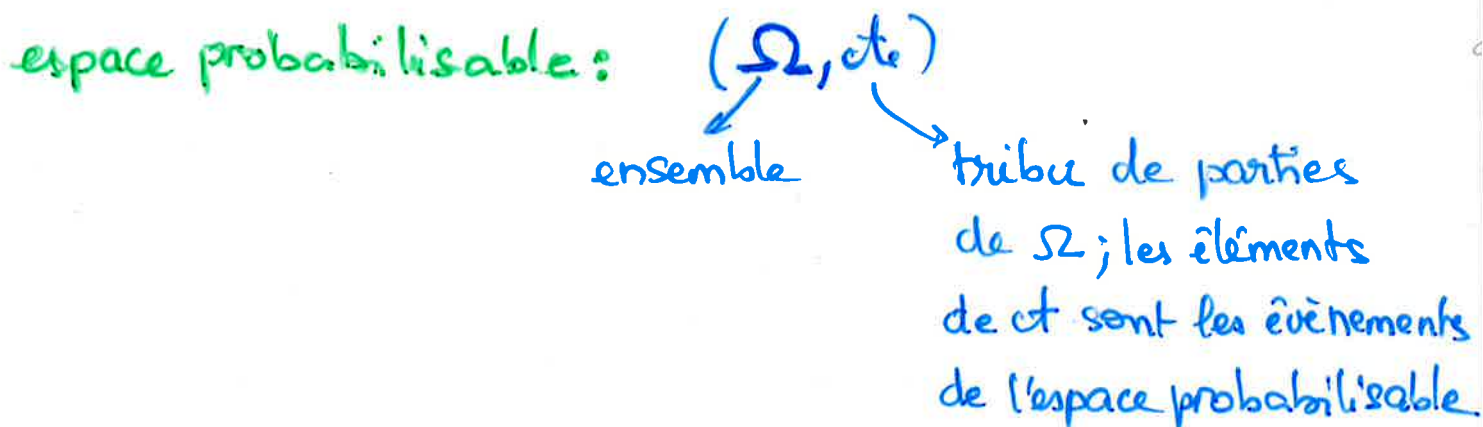 espace probabilisable : (Ω, 𝒜)
ensemble
tribu de parties
de Ω ; les éléments
de 𝒜 sont les évènements
de l'espace probabilisable.